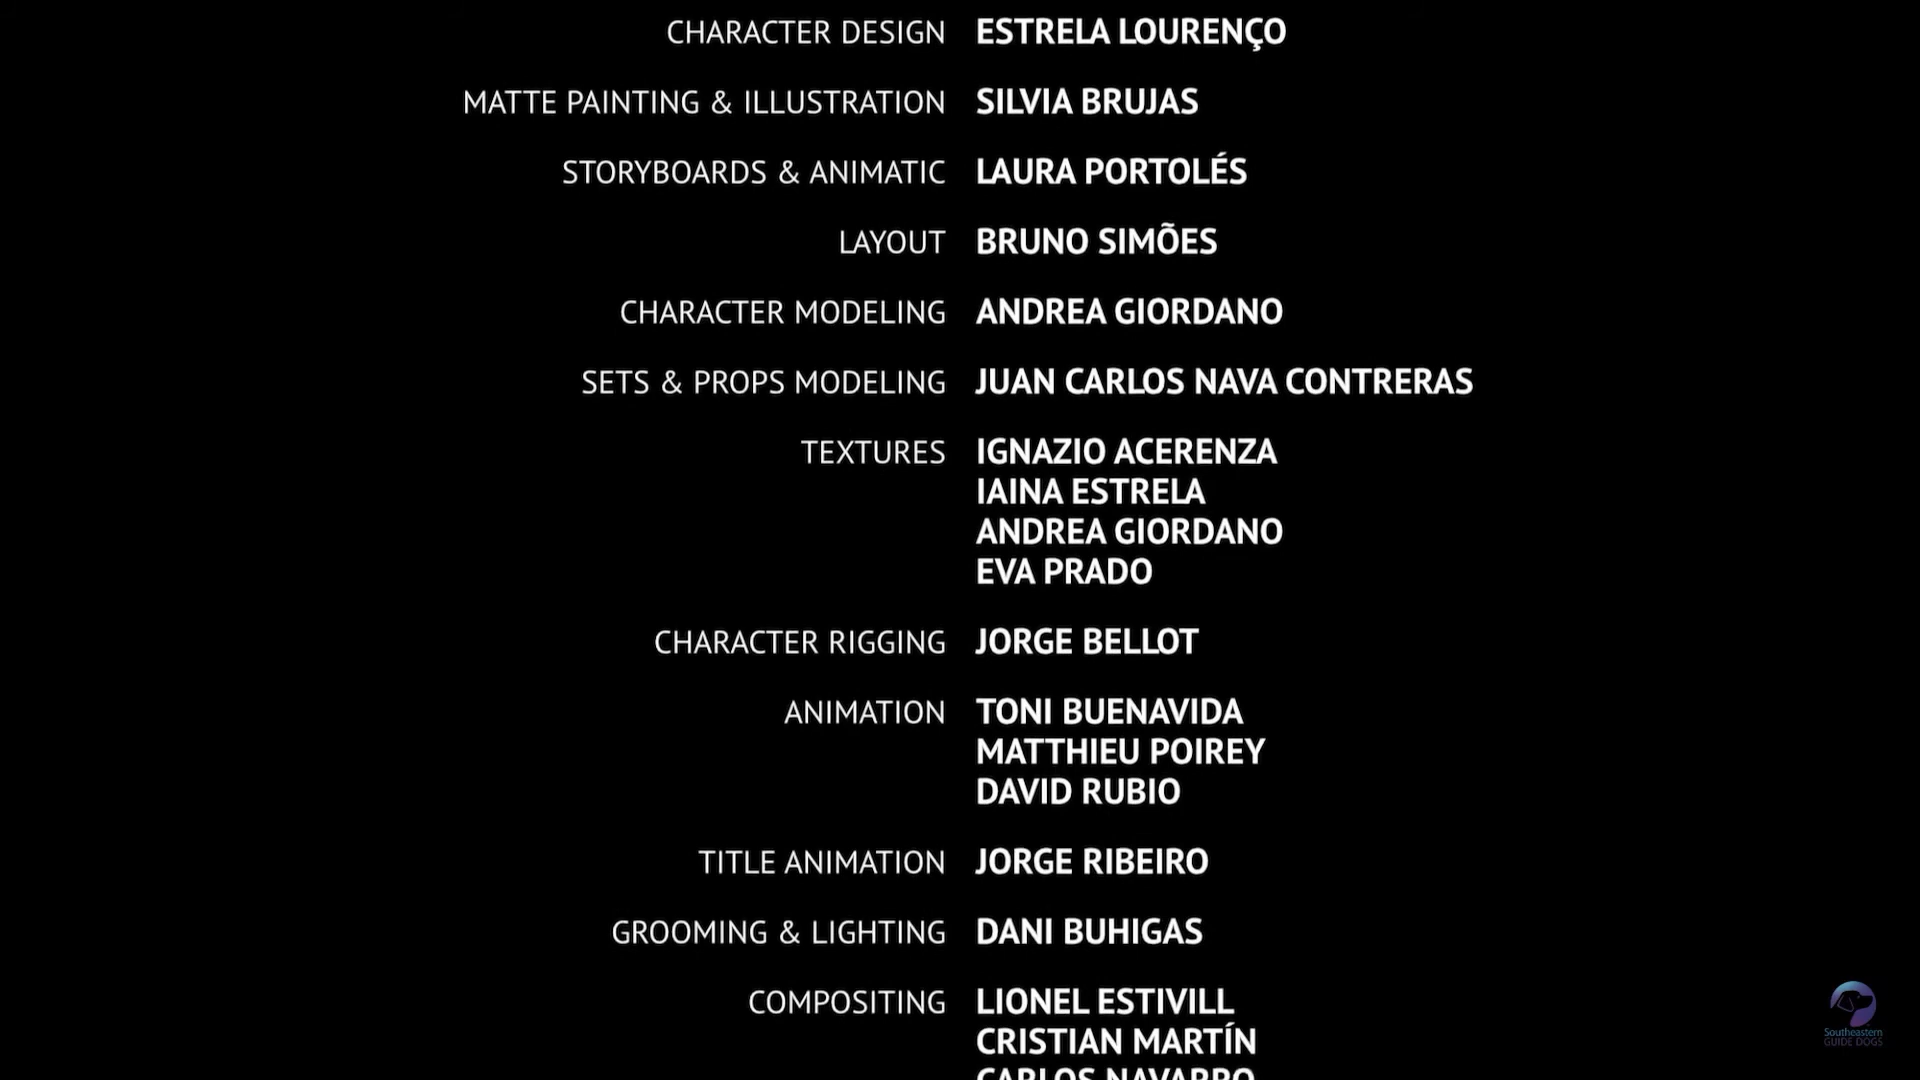 CHARACTER DESIGN ESTRELA LOURENÇO
MATTE PAINTING & ILLUSTRATION SILVIA BRUJAS
STORYBOARDS & ANIMATIC LAURA PORTOLÉS
LAYOUT BRUNO SIMÕES
CHARACTER MODELING ANDREA GIORDANO
SETS & PROPS MODELING JUAN CARLOS NAVA CONTRERAS
TEXTURES IGNAZIO ACERENZA
IAINA ESTRELA
ANDREA GIORDANO
EVA PRADO
CHARACTER RIGGING JORGE BELLOT
ANIMATION TONI BUENAVIDA
MATTHIEU POIREY
DAVID RUBIO
TITLE ANIMATION JORGE RIBEIRO
GROOMING & LIGHTING DANI BUHIGAS
COMPOSITING LIONEL ESTIVILL
CRISTIAN MARTÍN
CARLOS NAVARRO
Southeastern
GUIDE DOGS